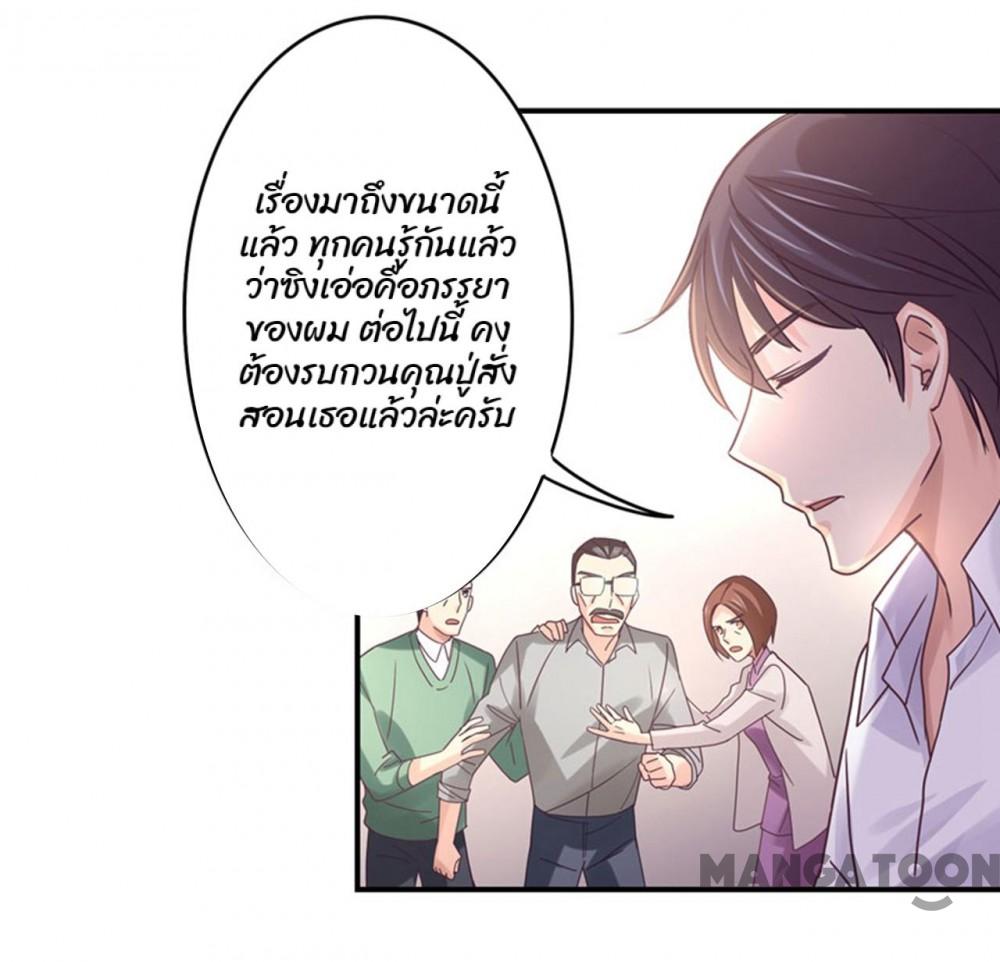 เรื่องมาถึงขนาดนี้
แล้ว ทุกคนรู้กันแล้ว
ว่าซิงเอ่อคือภรรยา
ของผม ต่อไปนี้ คง
ต้องรบกวนคุณปู่สั่ง
สอนเธอแล้วล่ะครับ
MANGATOON